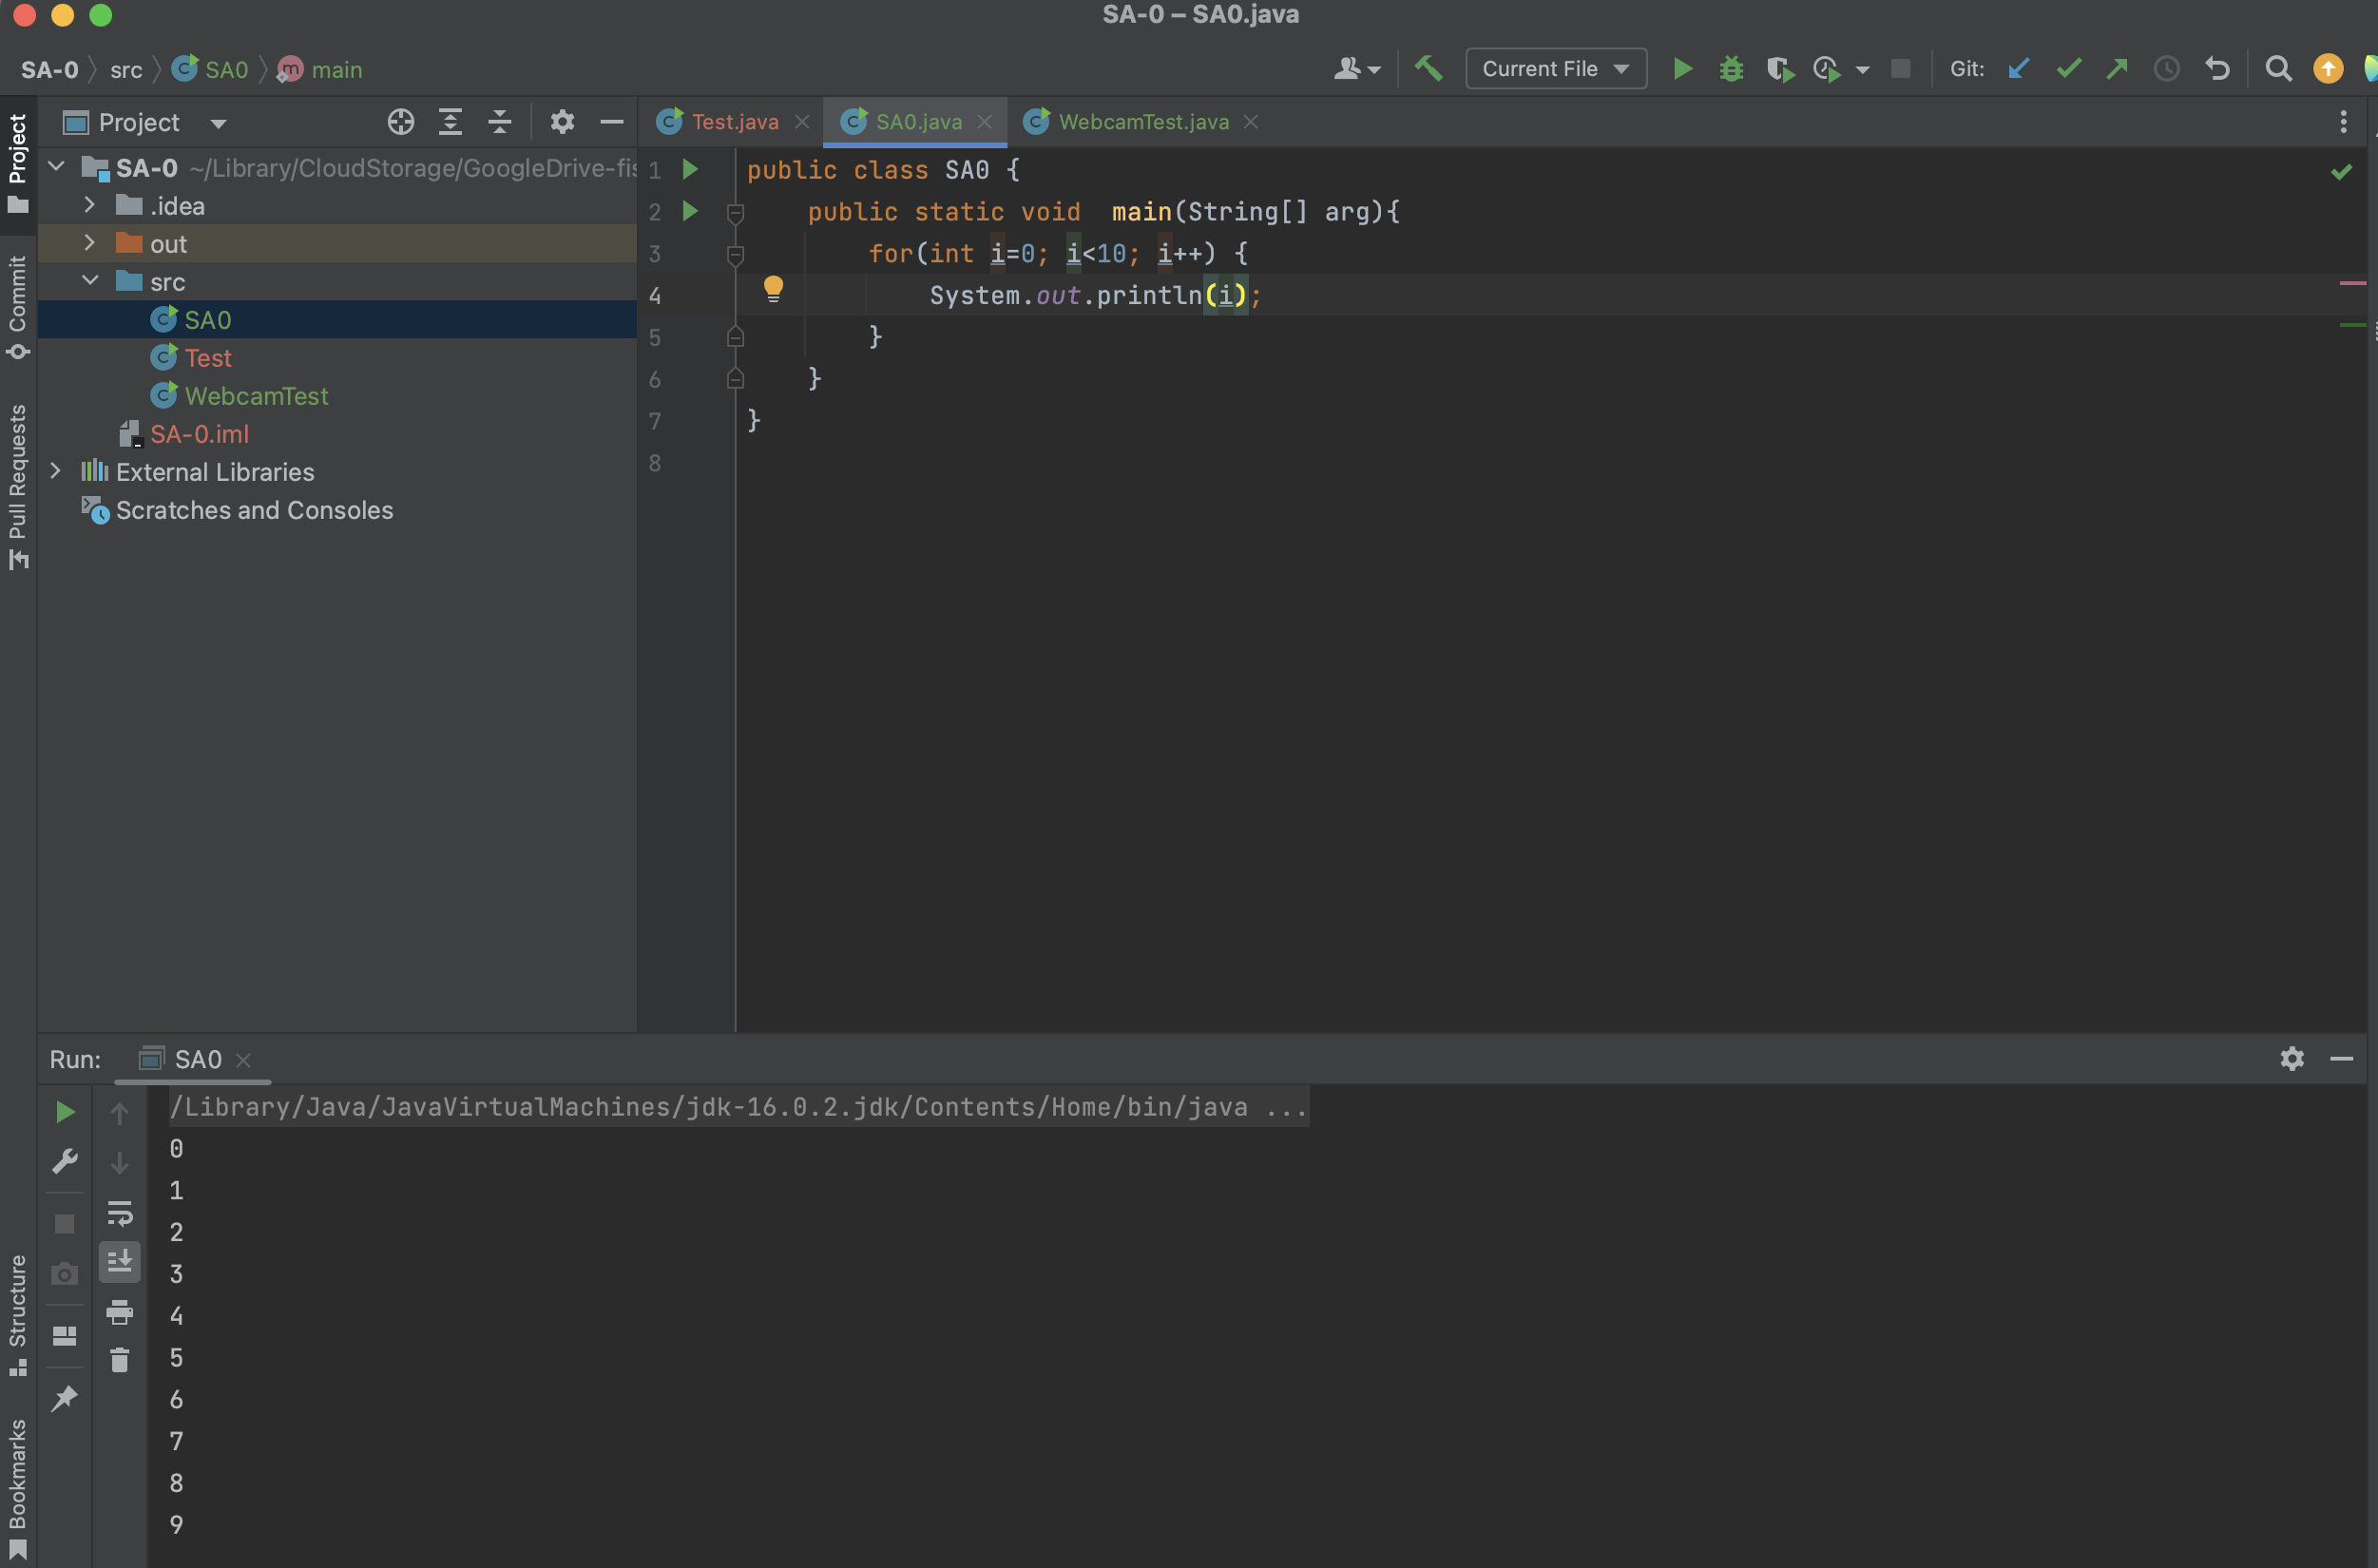 SA-0 – SA0.java
SA-0 src SA0 main
Current File
Git:
Project
Commit
Pull Requests
Structure
Bookmarks
Project
SA-0 ~/Library/CloudStorage/GoogleDrive-fis
.idea
out
src
SA0
Test
WebcamTest
SA-0.iml
External Libraries
Scratches and Consoles
Test.java SA0.java WebcamTest.java
1 public class SA0 {
2 public static void  main(String[] arg){
3 for(int i=0; i<10; i++) {
4 System.out.println(i);
5 }
6 }
7 }
8
Run: SA0
/Library/Java/JavaVirtualMachines/jdk-16.0.2.jdk/Contents/Home/bin/java ...
0
1
2
3
4
5
6
7
8
9